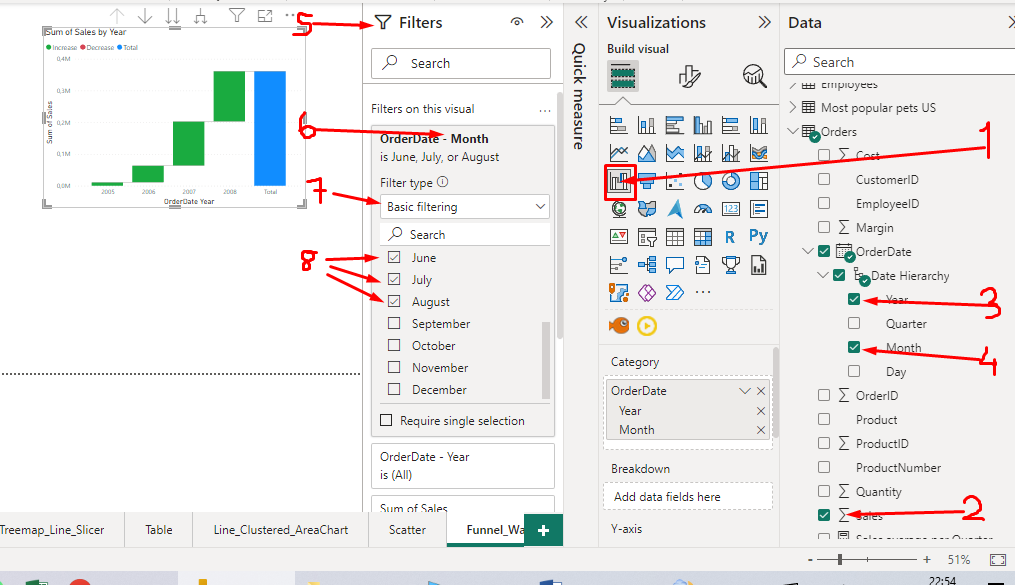 Sum of Sales by Year
Increase Decrease Total
Sum of Sales
0.4M
0.3M
0.2M
0.1M
0.0M
2005 2006 2007 2008 Total
OrderDate Year
5
6
7
8
Filters
Search
Filters on this visual
...
OrderDate - Month
is June, July, or August
Filter type
Basic filtering
Search
June
July
August
September
October
November
December
Require single selection
OrderDate - Year
is (All)
Sum of Sales
Quick measure
Visualizations
Build visual
123
R
Py
...
Category
OrderDate
Year
Month
Breakdown
Add data fields here
Y-axis
Data
Search
Employees
Most popular pets US
Orders
1
Cost
CustomerID
EmployeeID
Margin
OrderDate
Date Hierarchy
Year
3
Quarter
Month
4
Day
OrderID
Product
ProductID
ProductNumber
Quantity
Sales
2
Sales average per Quarter
Treemap_Line_Slicer
Table
Line_Clustered_AreaChart
Scatter
Funnel_Wa
+
- + 51%
22:54